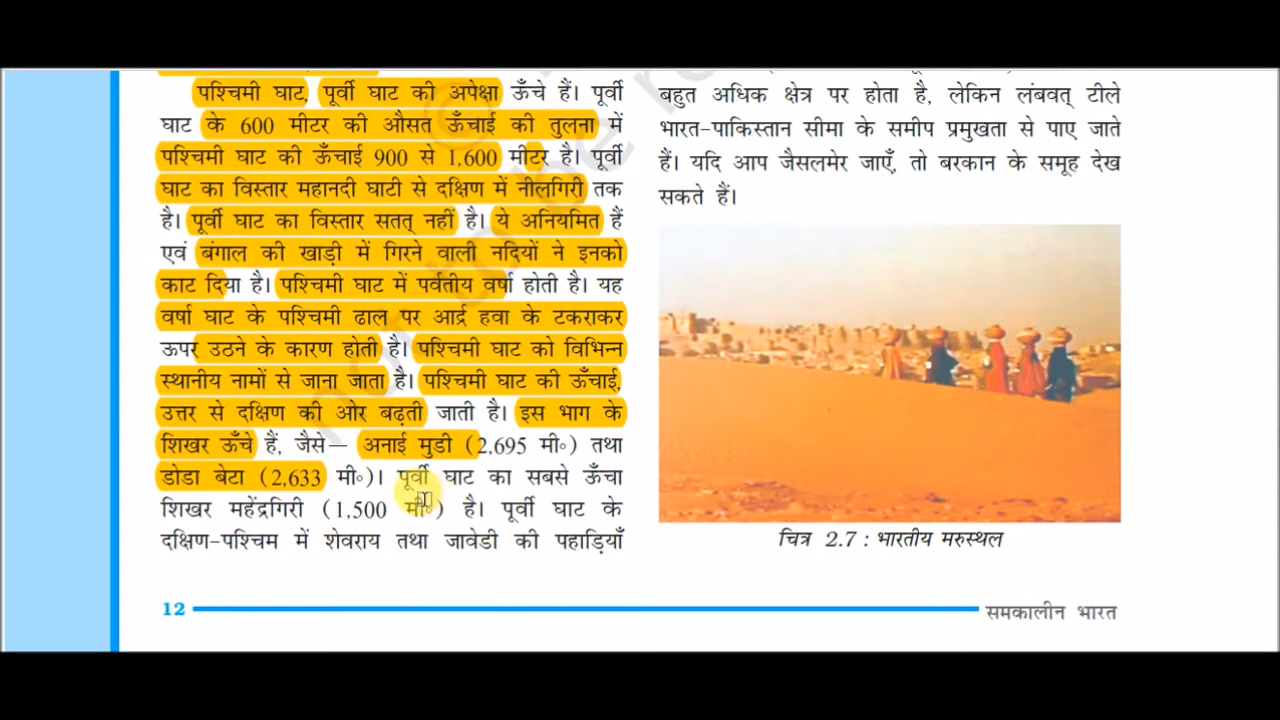 पश्चिमी घाट, पूर्वी घाट की अपेक्षा ऊँचे हैं। पूर्वी
घाट के 600 मीटर की औसत ऊँचाई की तुलना में
पश्चिमी घाट की ऊँचाई 900 से 1,600 मीटर है। पूर्वी
घाट का विस्तार महानदी घाटी से दक्षिण में नीलगिरी तक
है। पूर्वी घाट का विस्तार सतत् नहीं है। ये अनियमित हैं
एवं बंगाल की खाड़ी में गिरने वाली नदियों ने इनको
काट दिया है। पश्चिमी घाट में पर्वतीय वर्षा होती है। यह
वर्षा घाट के पश्चिमी ढाल पर आर्द्र हवा के टकराकर
ऊपर उठने के कारण होती है। पश्चिमी घाट को विभिन्न
स्थानीय नामों से जाना जाता है। पश्चिमी घाट की ऊँचाई,
उत्तर से दक्षिण की ओर बढ़ती जाती है। इस भाग के
शिखर ऊँचे हैं, जैसे— अनाई मुडी (2,695 मी॰) तथा
डोडा बेटा (2,633 मी॰)। पूर्वी घाट का सबसे ऊँचा
शिखर महेंद्रगिरी (1,500 मी॰) है। पूर्वी घाट के
दक्षिण-पश्चिम में शेवराय तथा जावेडी की पहाड़ियाँ
बहुत अधिक क्षेत्र पर होता है, लेकिन लंबवत् टीले
भारत-पाकिस्तान सीमा के समीप प्रमुखता से पाए जाते
हैं। यदि आप जैसलमेर जाएँ, तो बरकान के समूह देख
सकते हैं।
चित्र 2.7 : भारतीय मरुस्थल
12
समकालीन भारत